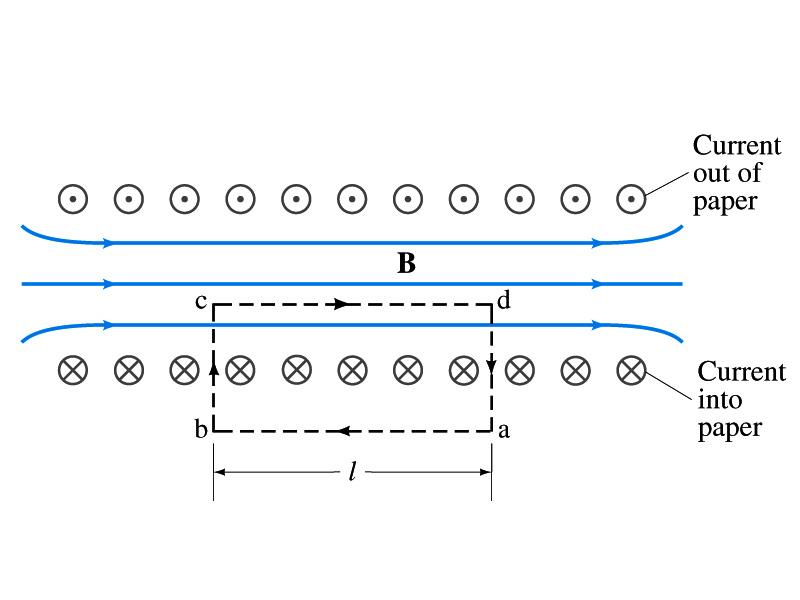 Current
out of
paper
B
c
d
Current
into
paper
b
a
l